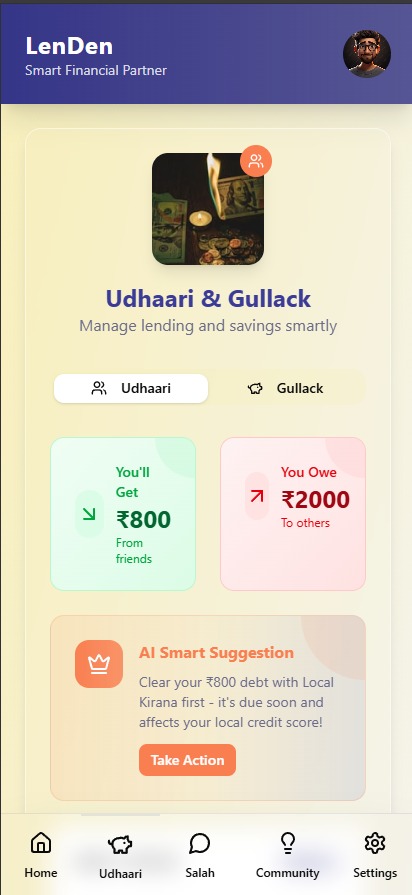 LenDen
Smart Financial Partner
Udhaari & Gullack
Manage lending and savings smartly
Udhaari
Gullack
You'll
Get
₹800
From
friends
You Owe
₹2000
To others
AI Smart Suggestion
Clear your ₹800 debt with Local
Kirana first - it's due soon and
affects your local credit score!
Take Action
Home
Udhaari
Salah
Community
Settings